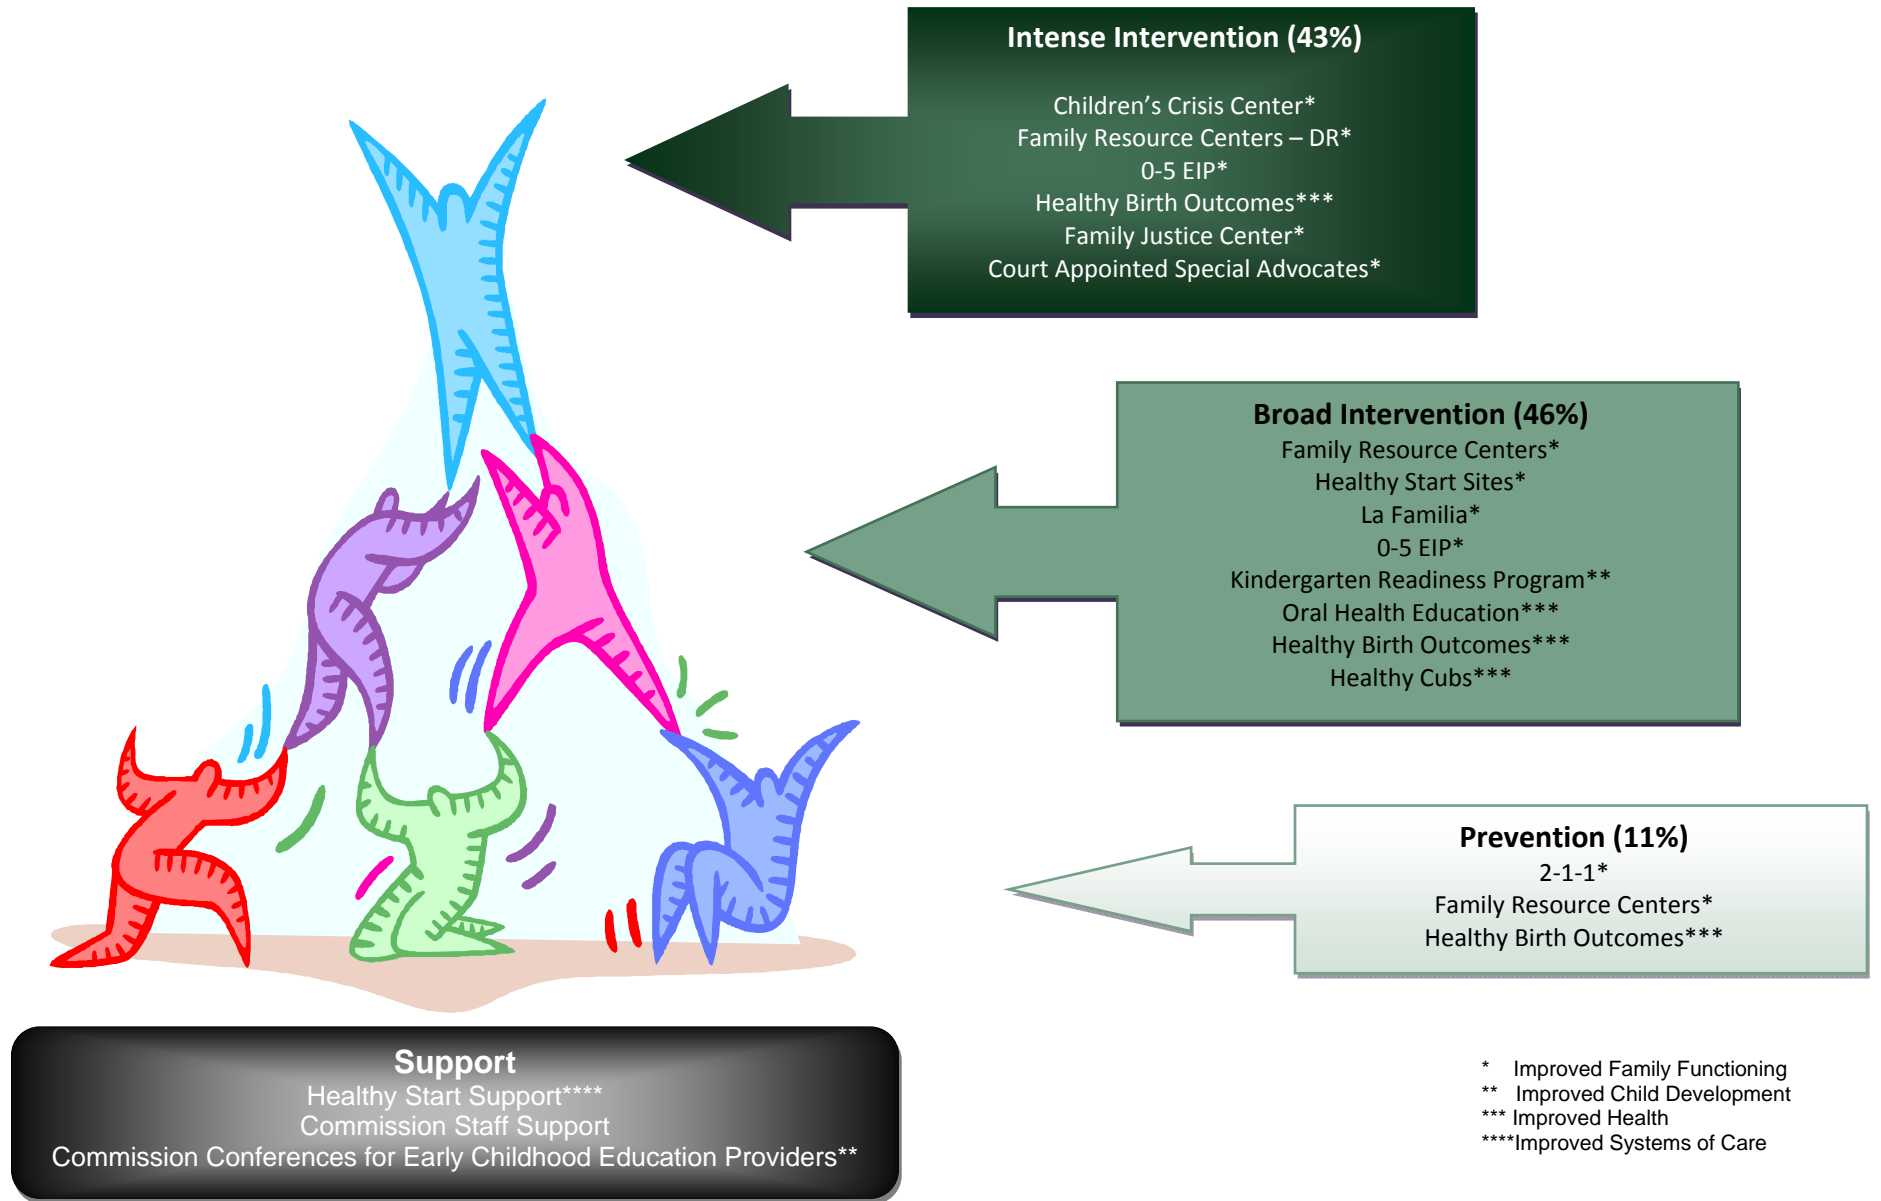 Intense Intervention (43%)
Children’s Crisis Center*
Family Resource Centers – DR*
0-5 EIP*
Healthy Birth Outcomes***
Family Justice Center*
Court Appointed Special Advocates*
Broad Intervention (46%)
Family Resource Centers*
Healthy Start Sites*
La Familia*
0-5 EIP*
Kindergarten Readiness Program**
Oral Health Education***
Healthy Birth Outcomes***
Healthy Cubs***
Prevention (11%)
2-1-1*
Family Resource Centers*
Healthy Birth Outcomes***
Support
Healthy Start Support****
Commission Staff Support
Commission Conferences for Early Childhood Education Providers**
* Improved Family Functioning
** Improved Child Development
*** Improved Health
****Improved Systems of Care